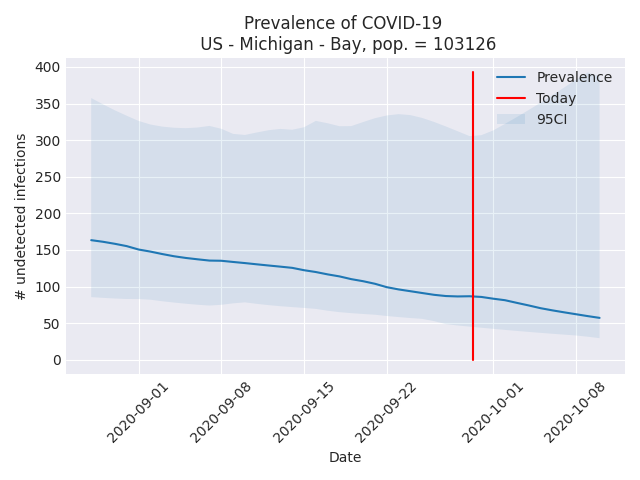 Prevalence of COVID-19
US - Michigan - Bay, pop. = 103126
Prevalence
Today
95CI
# undetected infections
400
350
300
250
200
150
100
50
0
2020-09-01
2020-09-08
2020-09-15
2020-09-22
2020-10-01
2020-10-08
Date